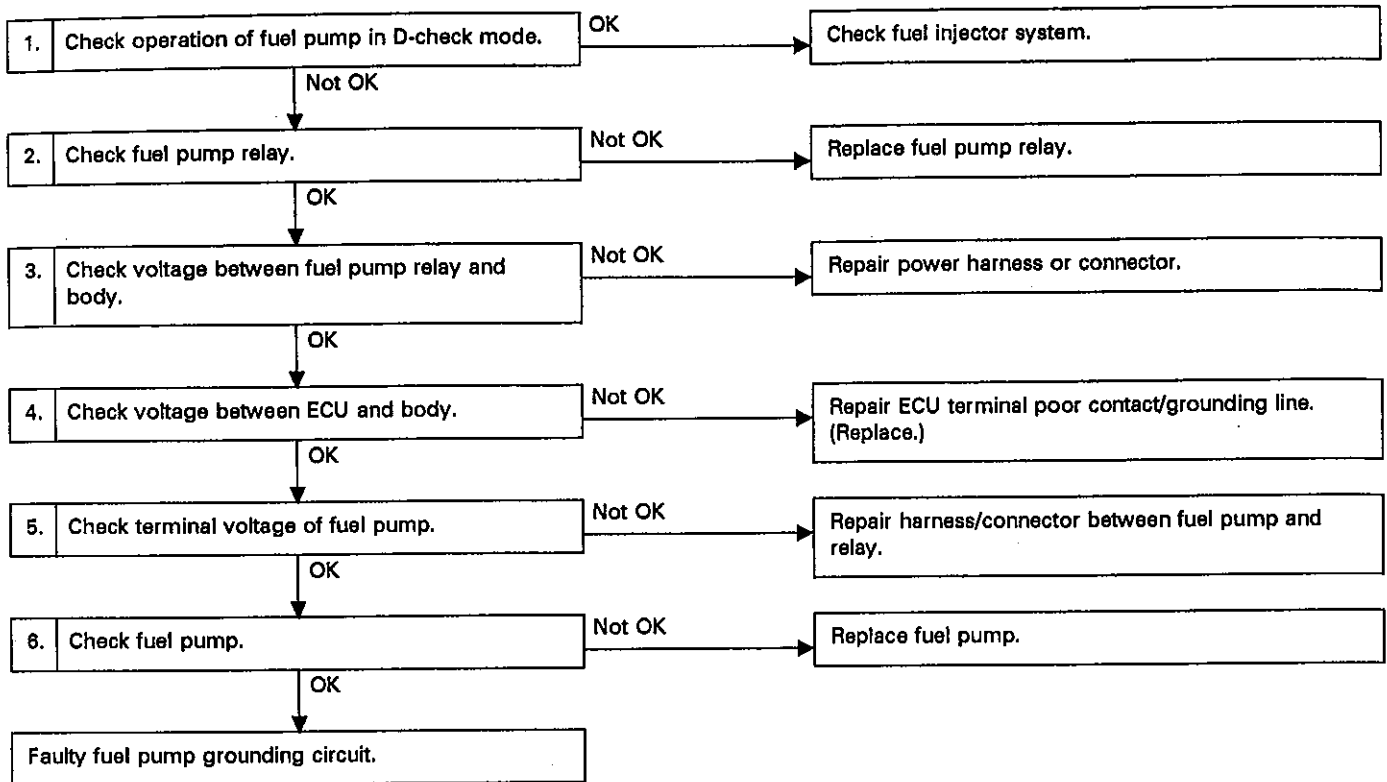 1. Check operation of fuel pump in D-check mode.
OK
Check fuel injector system.
Not OK
2. Check fuel pump relay.
Not OK
Replace fuel pump relay.
OK
3. Check voltage between fuel pump relay and
body.
Not OK
Repair power harness or connector.
OK
4. Check voltage between ECU and body.
Not OK
Repair ECU terminal poor contact/grounding line.
(Replace.)
OK
5. Check terminal voltage of fuel pump.
Not OK
Repair harness/connector between fuel pump and
relay.
OK
6. Check fuel pump.
Not OK
Replace fuel pump.
OK
Faulty fuel pump grounding circuit.